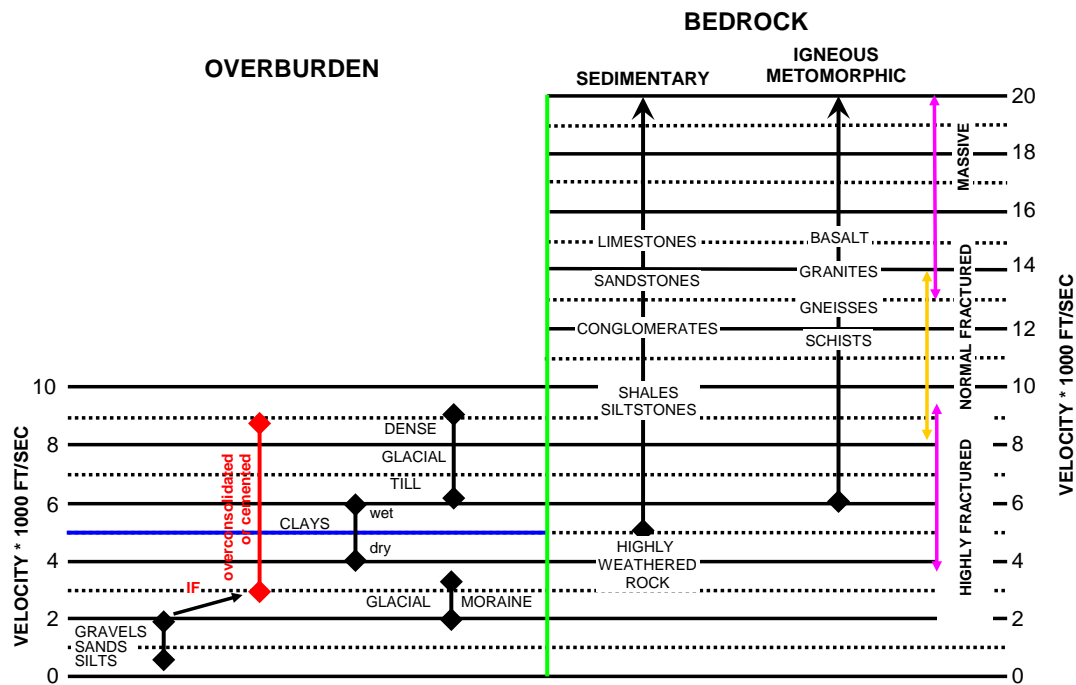 BEDROCK
OVERBURDEN
SEDIMENTARY
IGNEOUS
METOMORPHIC
20
18
16
14
12
10
8
6
4
2
0
VELOCITY * 1000 FT/SEC
MASSIVE
NORMAL FRACTURED
HIGHLY FRACTURED
LIMESTONES
SANDSTONES
CONGLOMERATES
SHALES
SILTSTONES
HIGHLY
WEATHERED
ROCK
BASALT
GRANITES
GNEISSES
SCHISTS
10
8
6
4
2
0
VELOCITY * 1000 FT/SEC
DENSE
GLACIAL
TILL
wet
CLAYS
dry
overconsolidated
or cemented
IF
GLACIAL MORAINE
GRAVELS
SANDS
SILTS